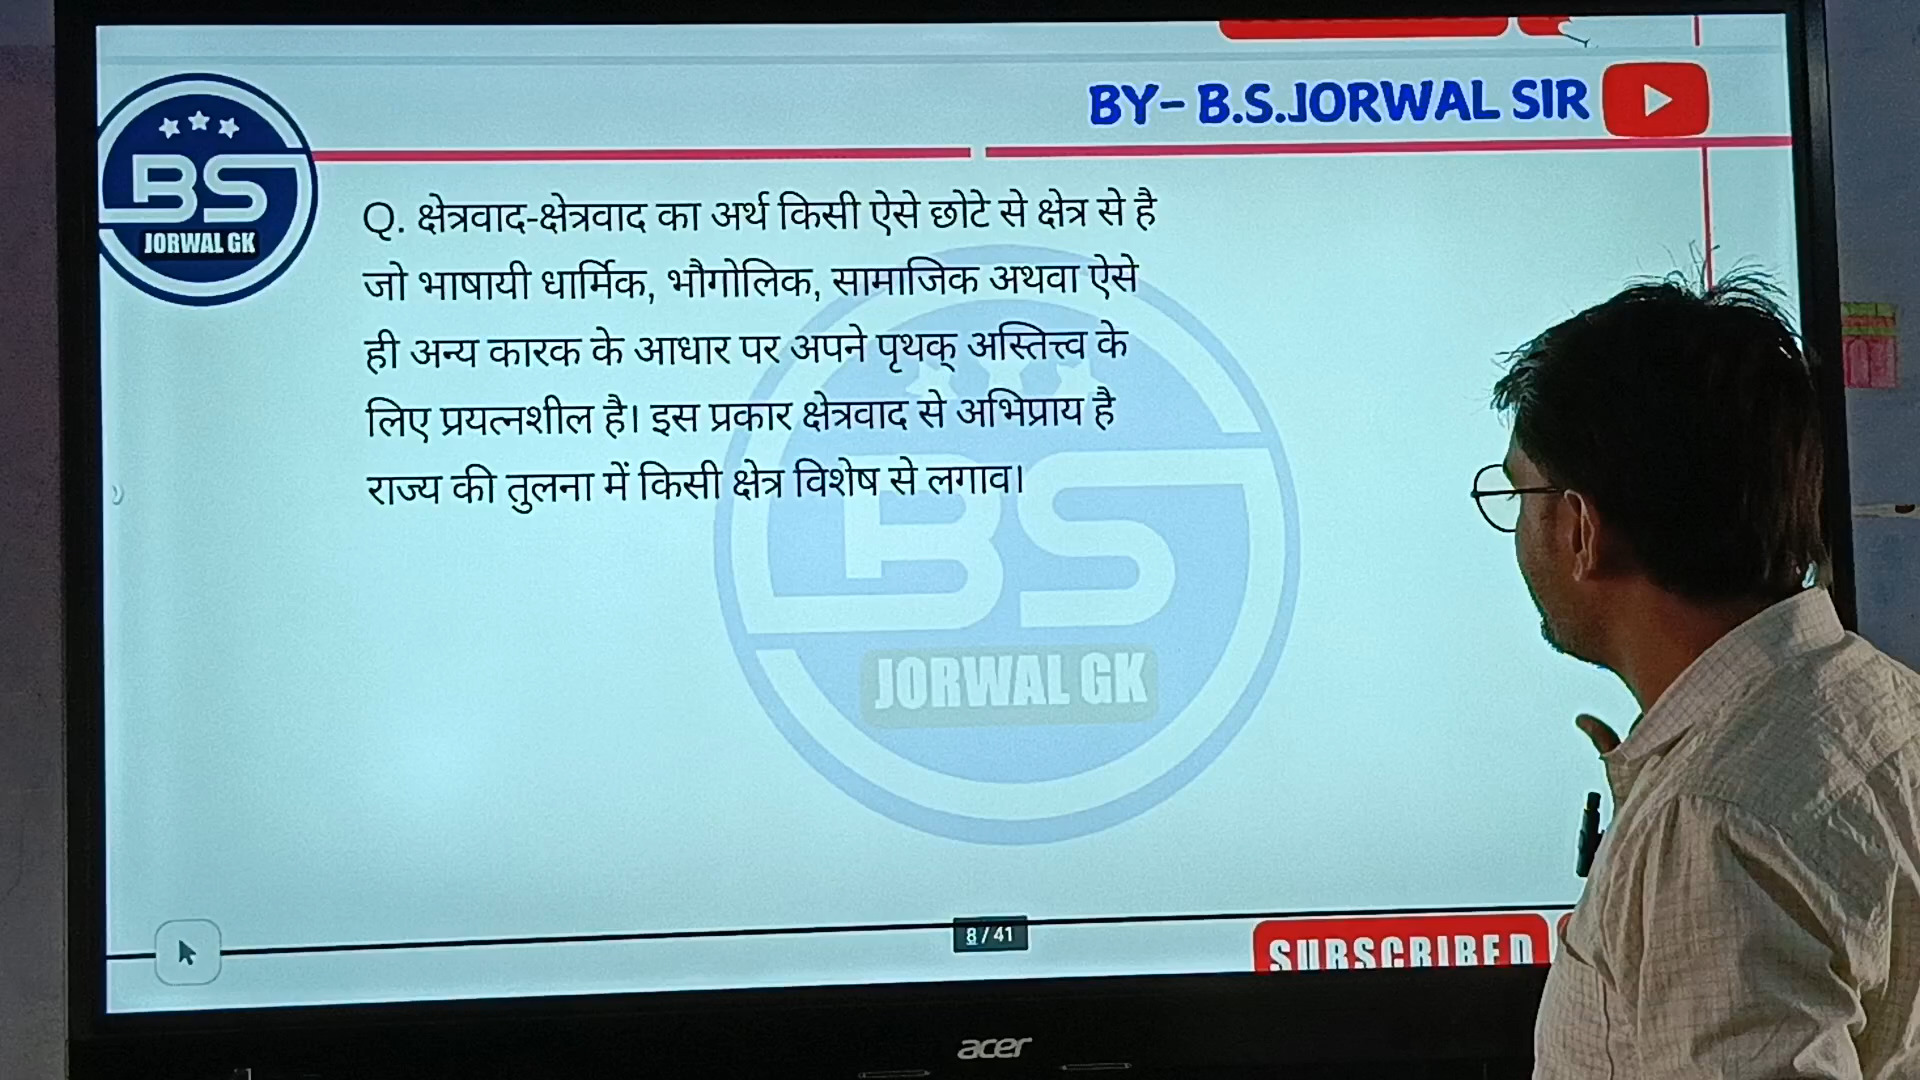 BY- B.S.JORWAL SIR
BS
JORWAL GK
Q. क्षेत्रवाद-क्षेत्रवाद का अर्थ किसी ऐसे छोटे से क्षेत्र से है
जो भाषायी धार्मिक, भौगोलिक, सामाजिक अथवा ऐसे
ही अन्य कारक के आधार पर अपने पृथक् अस्तित्त्व के
लिए प्रयत्नशील है। इस प्रकार क्षेत्रवाद से अभिप्राय है
राज्य की तुलना में किसी क्षेत्र विशेष से लगाव।
BS
JORWAL GK
8 / 41
SUBSCRIBED
acer